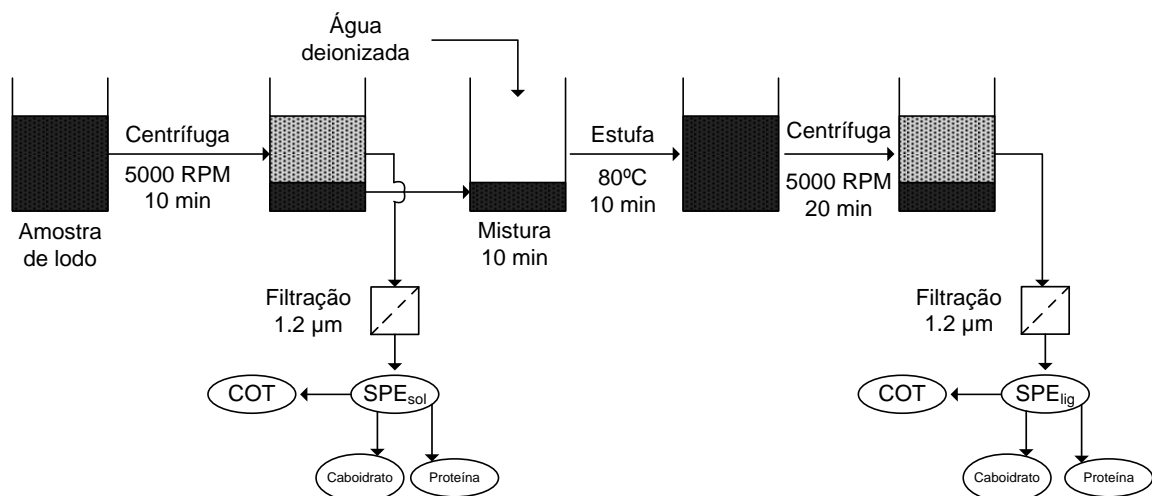 Água
deionizada
Centrífuga
5000 RPM
10 min
Estufa
80ºC
10 min
Centrífuga
5000 RPM
20 min
Amostra
de lodo
Mistura
10 min
Filtração
1.2 µm
Filtração
1.2 µm
COT
SPEsol
COT
SPElig
Caboidrato
Proteína
Caboidrato
Proteína